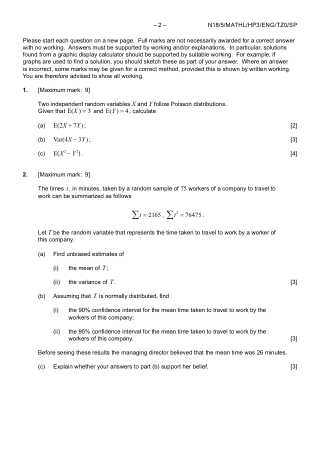 – 2 –
N18/5/MATHL/HP3/ENG/TZ0/SP
Please start each question on a new page. Full marks are not necessarily awarded for a correct answer
with no working. Answers must be supported by working and/or explanations. In particular, solutions
found from a graphic display calculator should be supported by suitable working. For example, if
graphs are used to find a solution, you should sketch these as part of your answer. Where an answer
is incorrect, some marks may be given for a correct method, provided this is shown by written working.
You are therefore advised to show all working.
1. [Maximum mark: 9]
Two independent random variables X and Y follow Poisson distributions.
Given that E(X) = 3 and E(Y) = 4, calculate
(a) E(2X + 7Y); [2]
(b) Var(4X − 3Y); [3]
(c) E(X² − Y²). [4]
2. [Maximum mark: 9]
The times t, in minutes, taken by a random sample of 75 workers of a company to travel to
work can be summarized as follows
∑t = 2165, ∑t² = 76475.
Let T be the random variable that represents the time taken to travel to work by a worker of
this company.
(a) Find unbiased estimates of
(i) the mean of T;
(ii) the variance of T. [3]
(b) Assuming that T is normally distributed, find
(i) the 90% confidence interval for the mean time taken to travel to work by the
workers of this company;
(ii) the 95% confidence interval for the mean time taken to travel to work by the
workers of this company. [3]
Before seeing these results the managing director believed that the mean time was 26 minutes.
(c) Explain whether your answers to part (b) support her belief. [3]